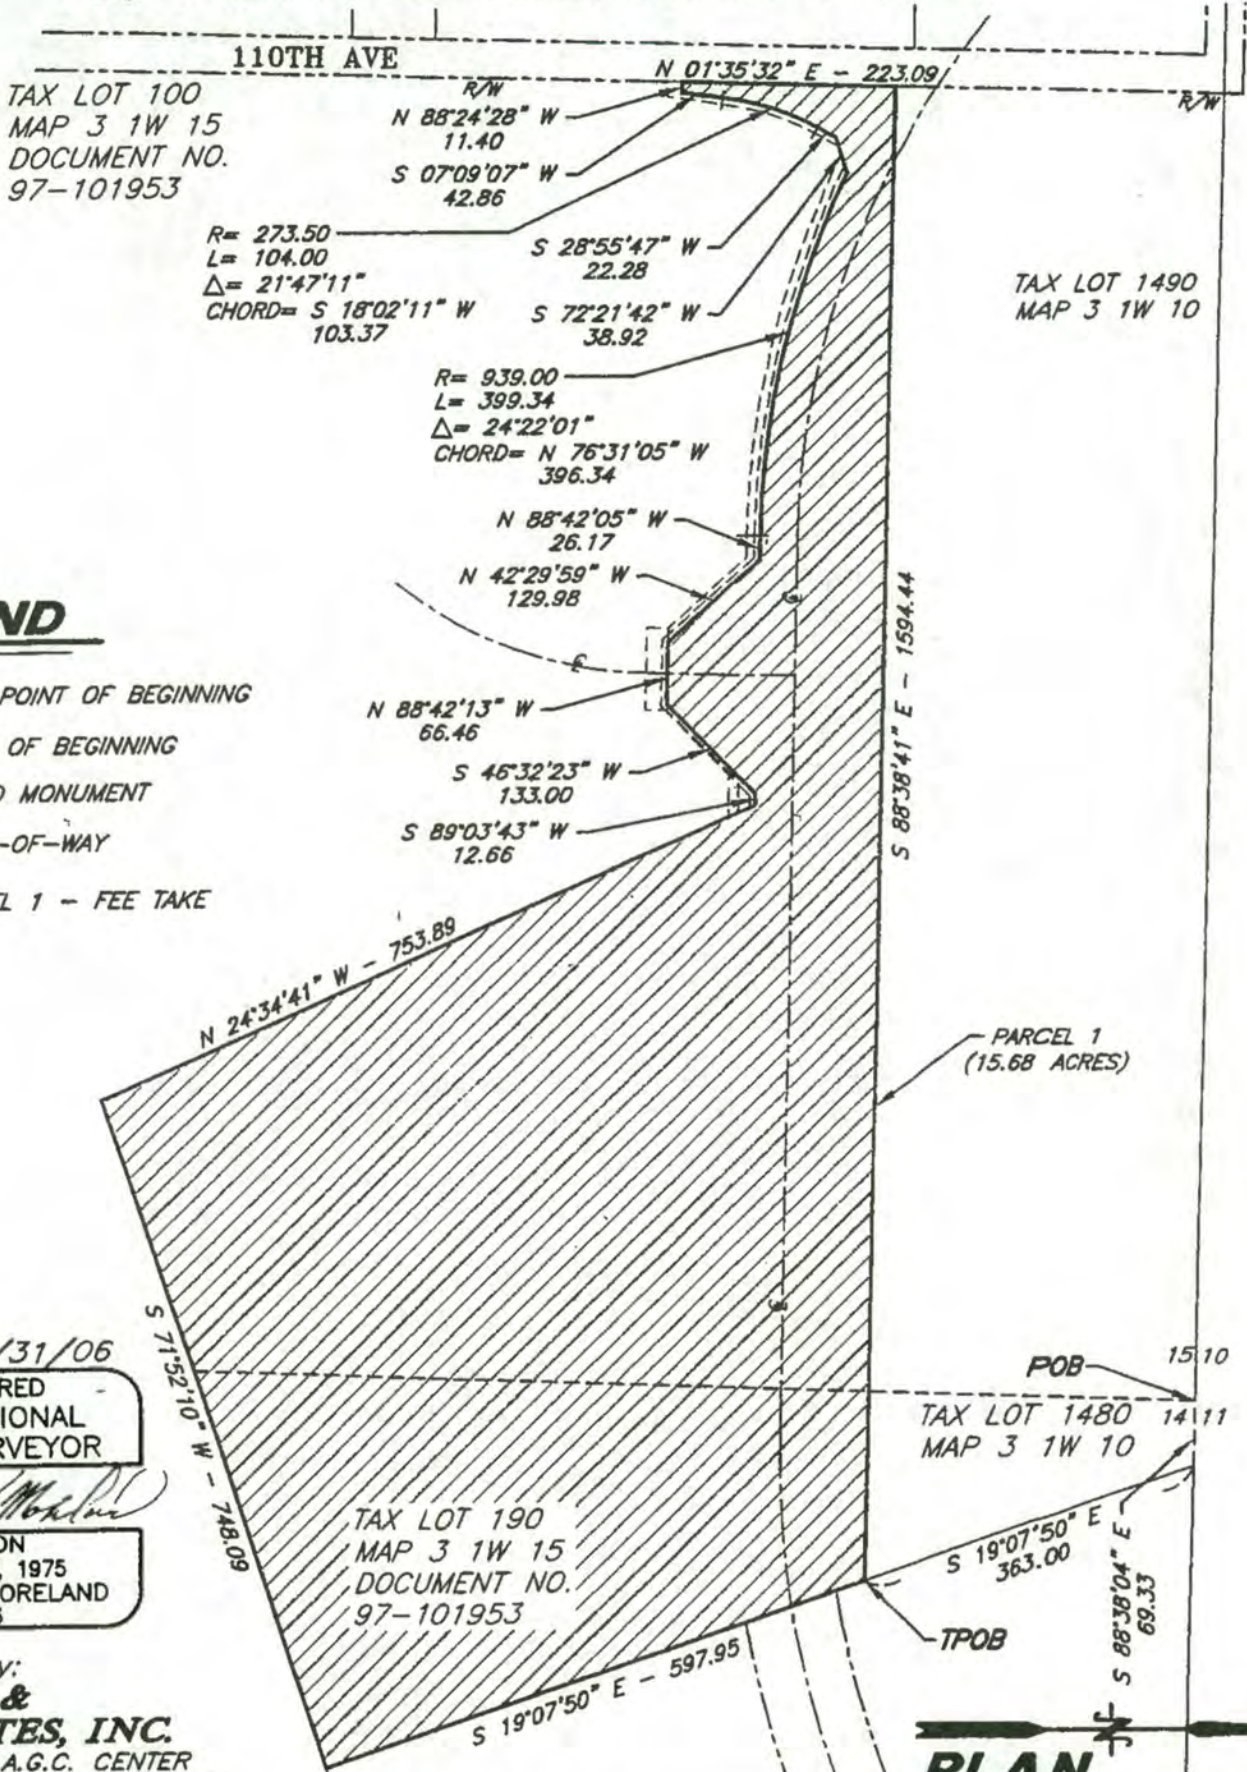 110TH AVE
N 01°35'32" E - 223.09
R/W
R/W
TAX LOT 100
MAP 3 1W 15
DOCUMENT NO.
97-101953
N 88°24'28" W
11.40
S 07°09'07" W
42.86
R= 273.50
L= 104.00
Δ= 21°47'11"
CHORD= S 18°02'11" W
103.37
S 28°55'47" W
22.28
S 72°21'42" W
38.92
TAX LOT 1490
MAP 3 1W 10
R= 939.00
L= 399.34
Δ= 24°22'01"
CHORD= N 76°31'05" W
396.34
N 88°42'05" W
26.17
N 42°29'59" W
129.98
S 88°38'41" E - 1594.44
ND
POINT OF BEGINNING
OF BEGINNING
MONUMENT
-OF-WAY
L 1 - FEE TAKE
N 88°42'13" W
66.46
S 46°32'23" W
133.00
S 89°03'43" W
12.66
N 24°34'41" W - 753.89
PARCEL 1
(15.68 ACRES)
S 71°52'10" W - 748.09
/31/06
RED
IONAL
RVEYOR
ON
, 1975
ORELAND
POB
15 10
14 11
TAX LOT 1480
MAP 3 1W 10
TAX LOT 190
MAP 3 1W 15
DOCUMENT NO.
97-101953
S 19°07'50" E
363.00
S 88°38'04" E
69.33
TPOB
S 19°07'50" E - 597.95
y:
&
TES, INC.
A.G.C. CENTER
N
PLAN